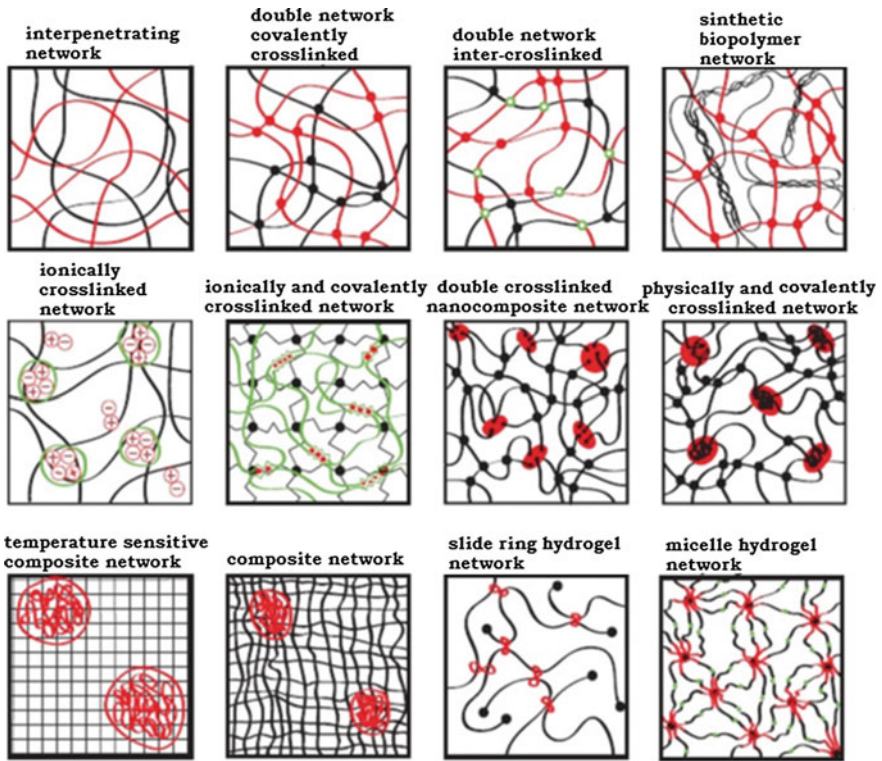 interpenetrating
network
double network
covalently
crosslinked
double network
inter-croslinked
sinthetic
biopolymer
network
ionically
crosslinked
network
ionically and covalently
crosslinked network
double crosslinked
nanocomposite network
physically and covalently
crosslinked network
temperature sensitive
composite network
composite network
slide ring hydrogel
network
micelle hydrogel
network